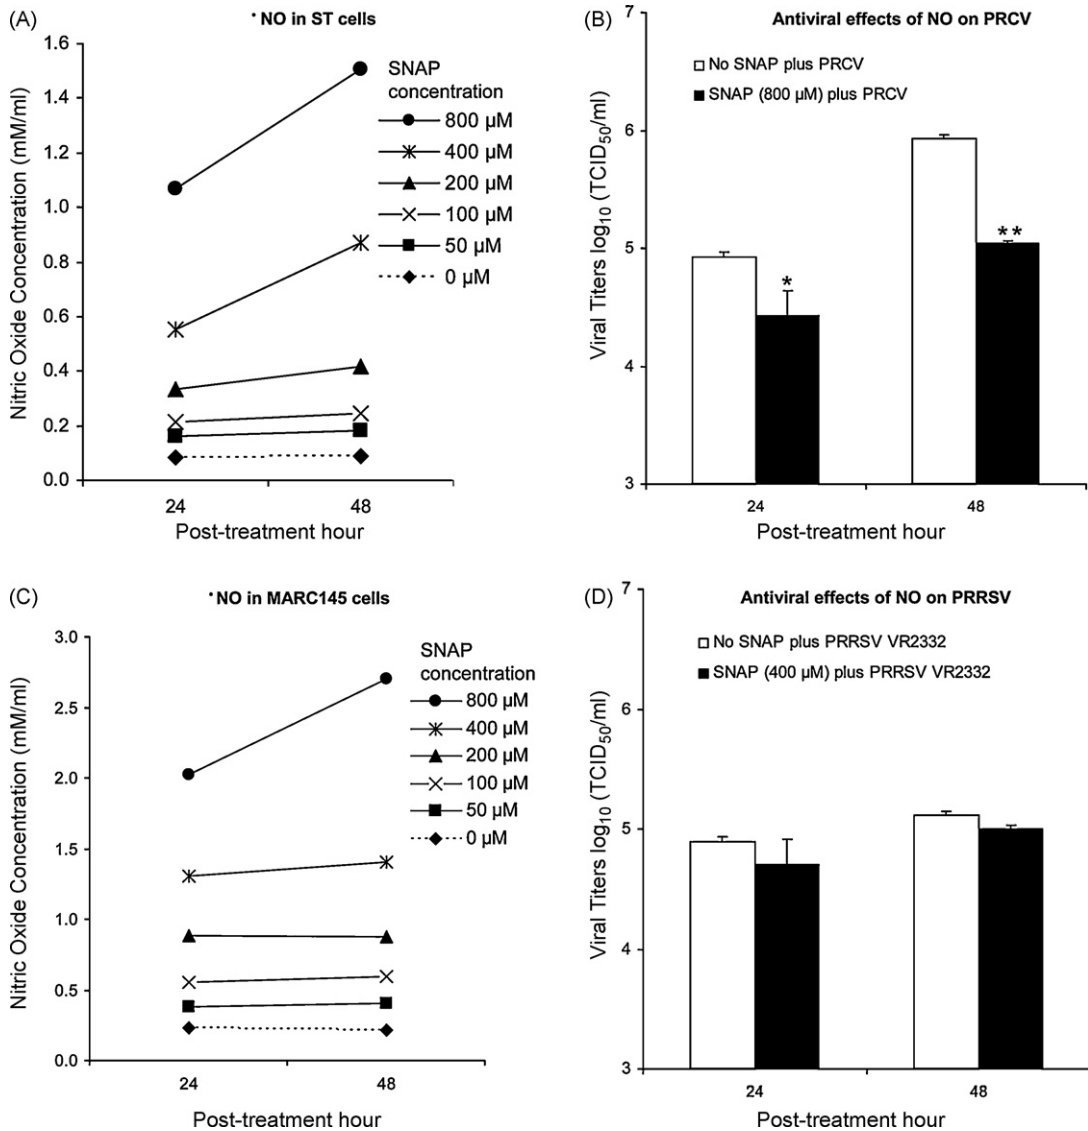 (A)
•NO in ST cells
Nitric Oxide Concentration (mM/ml)
1.6
1.4
1.2
1.0
0.8
0.6
0.4
0.2
0.0
SNAP
concentration
800 µM
400 µM
200 µM
100 µM
50 µM
0 µM
24 48
Post-treatment hour
(B)
Antiviral effects of NO on PRCV
Viral Titers log10 (TCID50/ml)
7
6
5
4
3
No SNAP plus PRCV
SNAP (800 µM) plus PRCV
*
**
24 48
Post-treatment hour
(C)
•NO in MARC145 cells
Nitric Oxide Concentration (mM/ml)
3.0
2.5
2.0
1.5
1.0
0.5
0.0
SNAP
concentration
800 µM
400 µM
200 µM
100 µM
50 µM
0 µM
24 48
Post-treatment hour
(D)
Antiviral effects of NO on PRRSV
Viral Titers log10 (TCID50/ml)
7
6
5
4
3
No SNAP plus PRRSV VR2332
SNAP (400 µM) plus PRRSV VR2332
24 48
Post-treatment hour